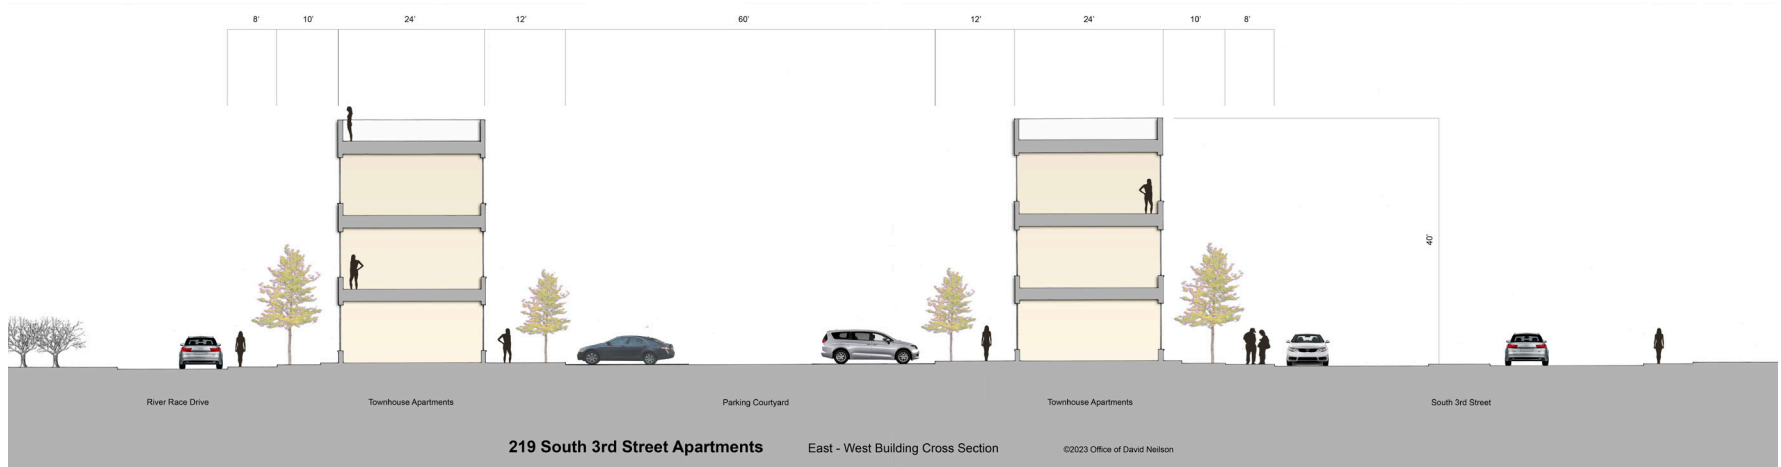 8' 10' 24' 12' 60' 12' 24' 10' 8'
40'
River Race Drive Townhouse Apartments Parking Courtyard Townhouse Apartments South 3rd Street
219 South 3rd Street Apartments East - West Building Cross Section ©2023 Office of David Neilson